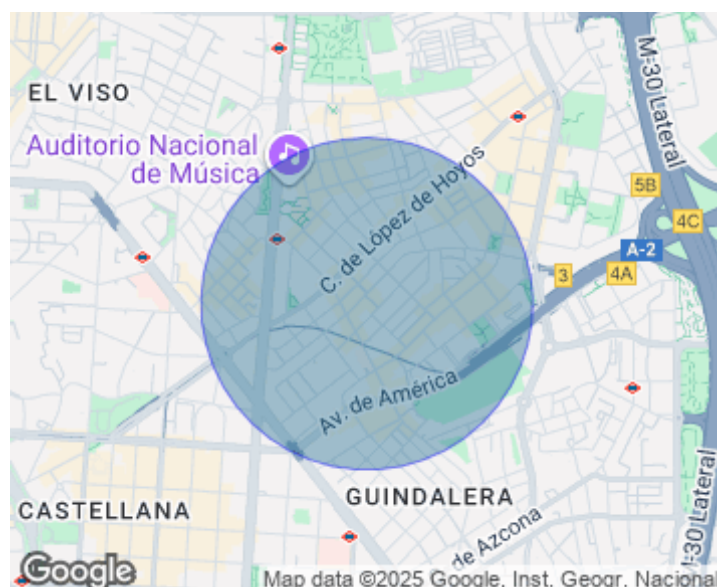 M-30 Lateral
EL VISO
Auditorio Nacional
de Música
5B
4C
C. de López de Hoyos
A-2
3
4A
Av. de América
GUINDALERA
CASTELLANA
de Azcona
M-30 Lateral
Google
Map data ©2025 Google, Inst. Geogr. Nacional